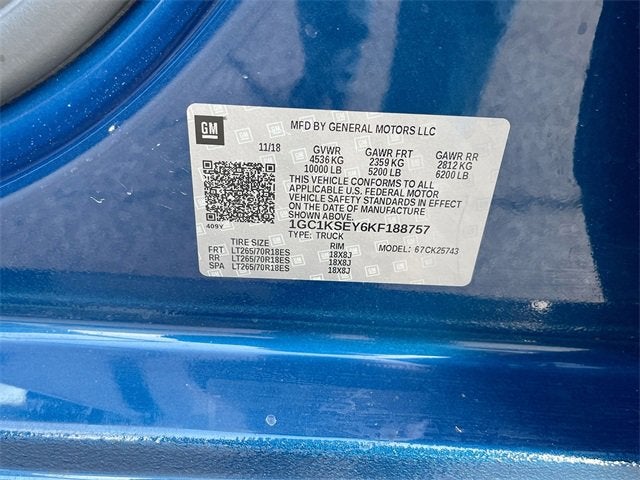 GM
MFD BY GENERAL MOTORS LLC
11/18 GVWR GAWR FRT GAWR RR
4536 KG 2359 KG 2812 KG
10000 LB 5200 LB 6200 LB
THIS VEHICLE CONFORMS TO ALL
APPLICABLE U.S. FEDERAL MOTOR
VEHICLE SAFETY STANDARDS IN EFFECT
ON THE DATE OF MANUFACTURE SHOWN
ABOVE.
409Y 1GC1KSEY6KF188757
TYPE: TRUCK
TIRE SIZE RIM MODEL: 67CK25743
FRT LT265/70R18ES 18X8J
RR LT265/70R18ES 18X8J
SPA LT265/70R18ES 18X8J